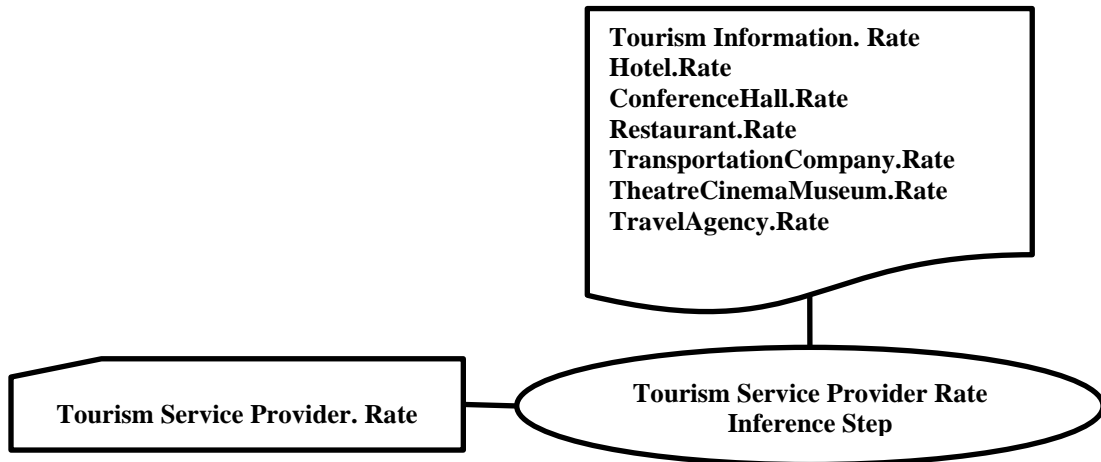 Tourism Information. Rate
Hotel.Rate
ConferenceHall.Rate
Restaurant.Rate
TransportationCompany.Rate
TheatreCinemaMuseum.Rate
TravelAgency.Rate
Tourism Service Provider. Rate
Tourism Service Provider Rate
Inference Step